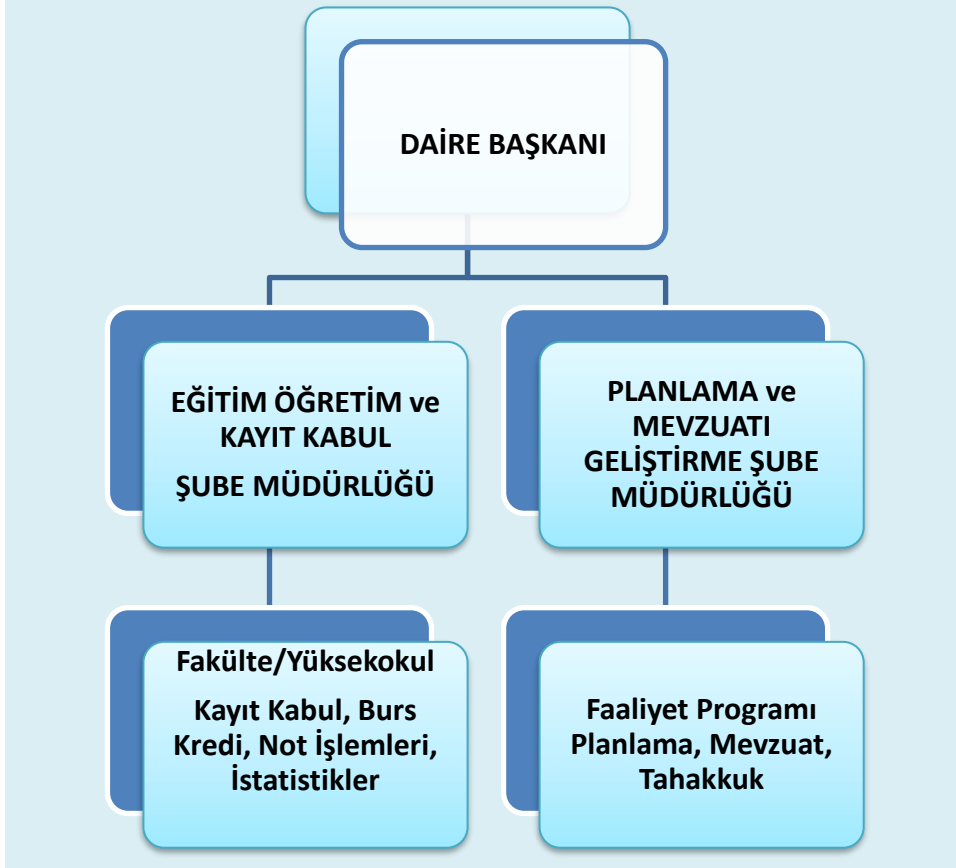 DAİRE BAŞKANI
EĞİTİM ÖĞRETİM ve
KAYIT KABUL
ŞUBE MÜDÜRLÜĞÜ
PLANLAMA ve
MEVZUATI
GELİŞTİRME ŞUBE
MÜDÜRLÜĞÜ
Fakülte/Yüksekokul
Kayıt Kabul, Burs
Kredi, Not İşlemleri,
İstatistikler
Faaliyet Programı
Planlama, Mevzuat,
Tahakkuk